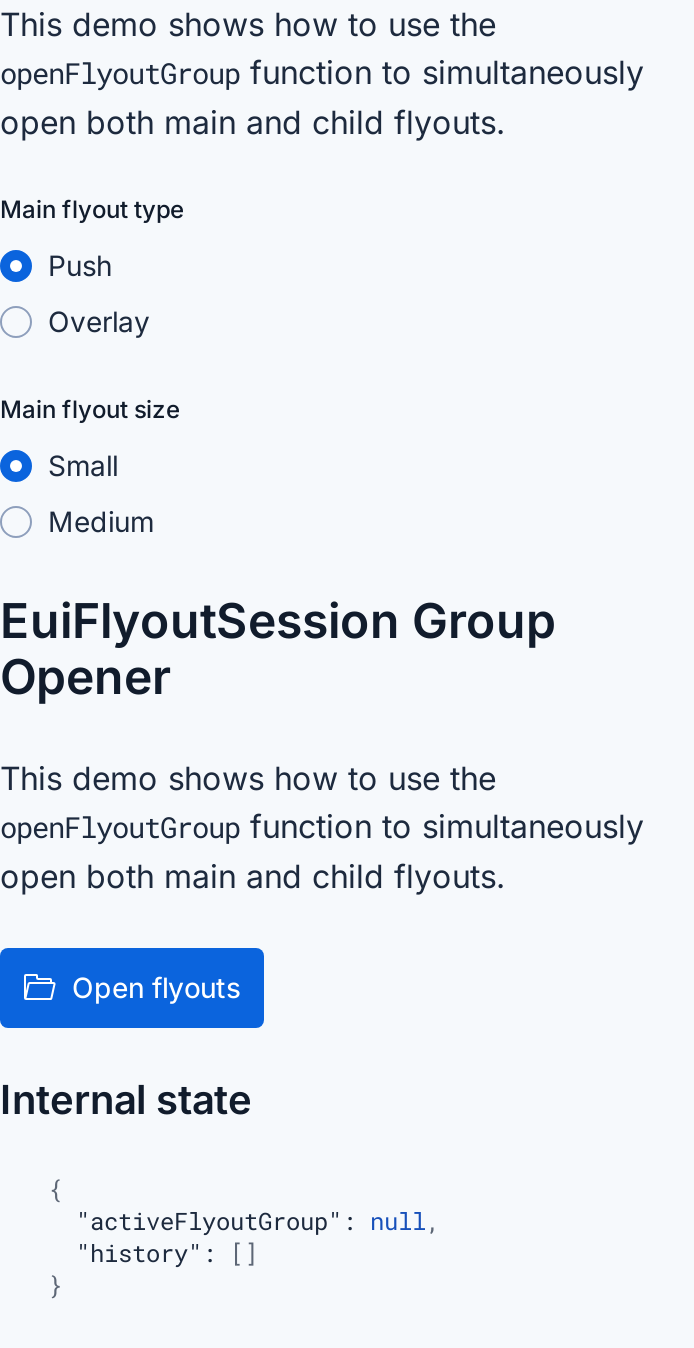 This demo shows how to use the
openFlyoutGroup function to simultaneously
open both main and child flyouts.
Main flyout type
Push
Overlay
Main flyout size
Small
Medium
EuiFlyoutSession Group
Opener
This demo shows how to use the
openFlyoutGroup function to simultaneously
open both main and child flyouts.
Open flyouts
Internal state
{
  "activeFlyoutGroup": null,
  "history": []
}